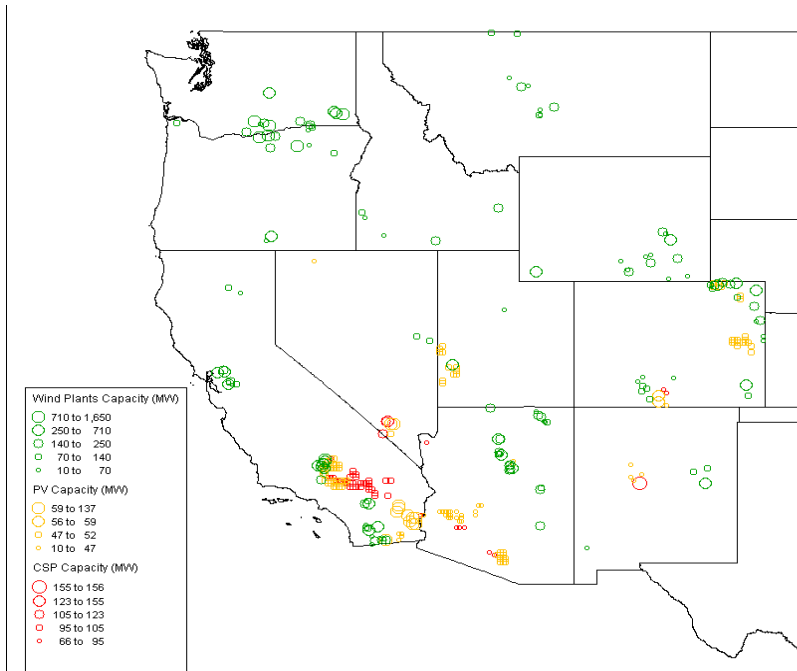 Wind Plants Capacity (MW)
710 to 1,650
250 to 710
140 to 250
70 to 140
10 to 70
PV Capacity (MW)
59 to 137
56 to 59
47 to 52
10 to 47
CSP Capacity (MW)
155 to 156
123 to 155
105 to 123
95 to 105
66 to 95